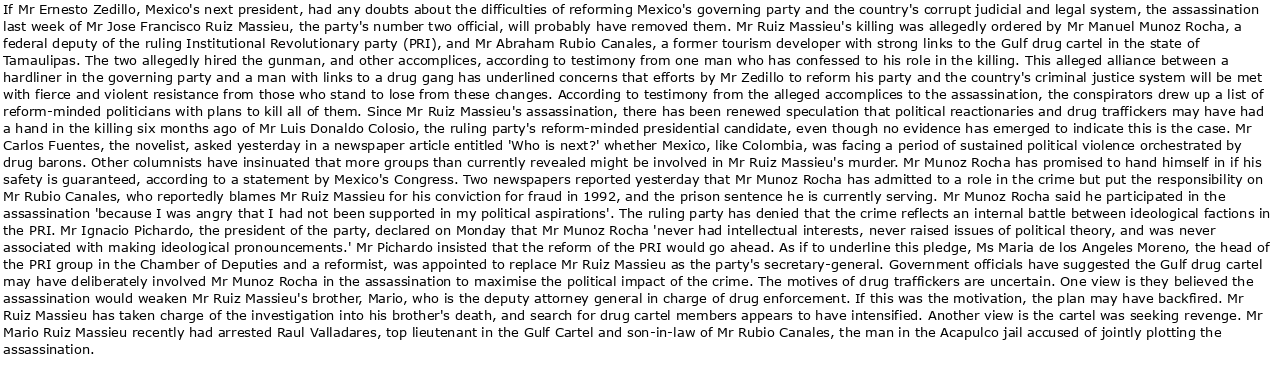 If Mr Ernesto Zedillo, Mexico's next president, had any doubts about the difficulties of reforming Mexico's governing party and the country's corrupt judicial and legal system, the assassination
last week of Mr Jose Francisco Ruiz Massieu, the party's number two official, will probably have removed them. Mr Ruiz Massieu's killing was allegedly ordered by Mr Manuel Munoz Rocha, a
federal deputy of the ruling Institutional Revolutionary party (PRI), and Mr Abraham Rubio Canales, a former tourism developer with strong links to the Gulf drug cartel in the state of
Tamaulipas. The two allegedly hired the gunman, and other accomplices, according to testimony from one man who has confessed to his role in the killing. This alleged alliance between a
hardliner in the governing party and a man with links to a drug gang has underlined concerns that efforts by Mr Zedillo to reform his party and the country's criminal justice system will be met
with fierce and violent resistance from those who stand to lose from these changes. According to testimony from the alleged accomplices to the assassination, the conspirators drew up a list of
reform-minded politicians with plans to kill all of them. Since Mr Ruiz Massieu's assassination, there has been renewed speculation that political reactionaries and drug traffickers may have had
a hand in the killing six months ago of Mr Luis Donaldo Colosio, the ruling party's reform-minded presidential candidate, even though no evidence has emerged to indicate this is the case. Mr
Carlos Fuentes, the novelist, asked yesterday in a newspaper article entitled 'Who is next?' whether Mexico, like Colombia, was facing a period of sustained political violence orchestrated by
drug barons. Other columnists have insinuated that more groups than currently revealed might be involved in Mr Ruiz Massieu's murder. Mr Munoz Rocha has promised to hand himself in if his
safety is guaranteed, according to a statement by Mexico's Congress. Two newspapers reported yesterday that Mr Munoz Rocha has admitted to a role in the crime but put the responsibility on
Mr Rubio Canales, who reportedly blames Mr Ruiz Massieu for his conviction for fraud in 1992, and the prison sentence he is currently serving. Mr Munoz Rocha said he participated in the
assassination 'because I was angry that I had not been supported in my political aspirations'. The ruling party has denied that the crime reflects an internal battle between ideological factions in
the PRI. Mr Ignacio Pichardo, the president of the party, declared on Monday that Mr Munoz Rocha 'never had intellectual interests, never raised issues of political theory, and was never
associated with making ideological pronouncements.' Mr Pichardo insisted that the reform of the PRI would go ahead. As if to underline this pledge, Ms Maria de los Angeles Moreno, the head of
the PRI group in the Chamber of Deputies and a reformist, was appointed to replace Mr Ruiz Massieu as the party's secretary-general. Government officials have suggested the Gulf drug cartel
may have deliberately involved Mr Munoz Rocha in the assassination to maximise the political impact of the crime. The motives of drug traffickers are uncertain. One view is they believed the
assassination would weaken Mr Ruiz Massieu's brother, Mario, who is the deputy attorney general in charge of drug enforcement. If this was the motivation, the plan may have backfired. Mr
Ruiz Massieu has taken charge of the investigation into his brother's death, and search for drug cartel members appears to have intensified. Another view is the cartel was seeking revenge. Mr
Mario Ruiz Massieu recently had arrested Raul Valladares, top lieutenant in the Gulf Cartel and son-in-law of Mr Rubio Canales, the man in the Acapulco jail accused of jointly plotting the
assassination.